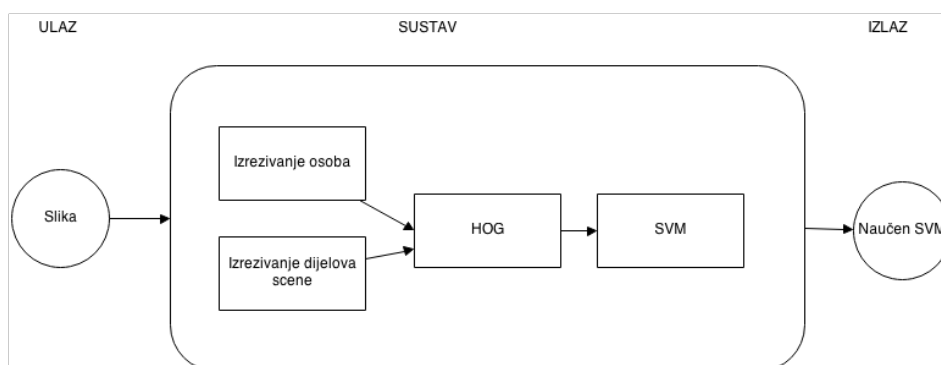 ULAZ
SUSTAV
IZLAZ
Slika
Izrezivanje osoba
Izrezivanje dijelova
scene
HOG
SVM
Naučen SVM